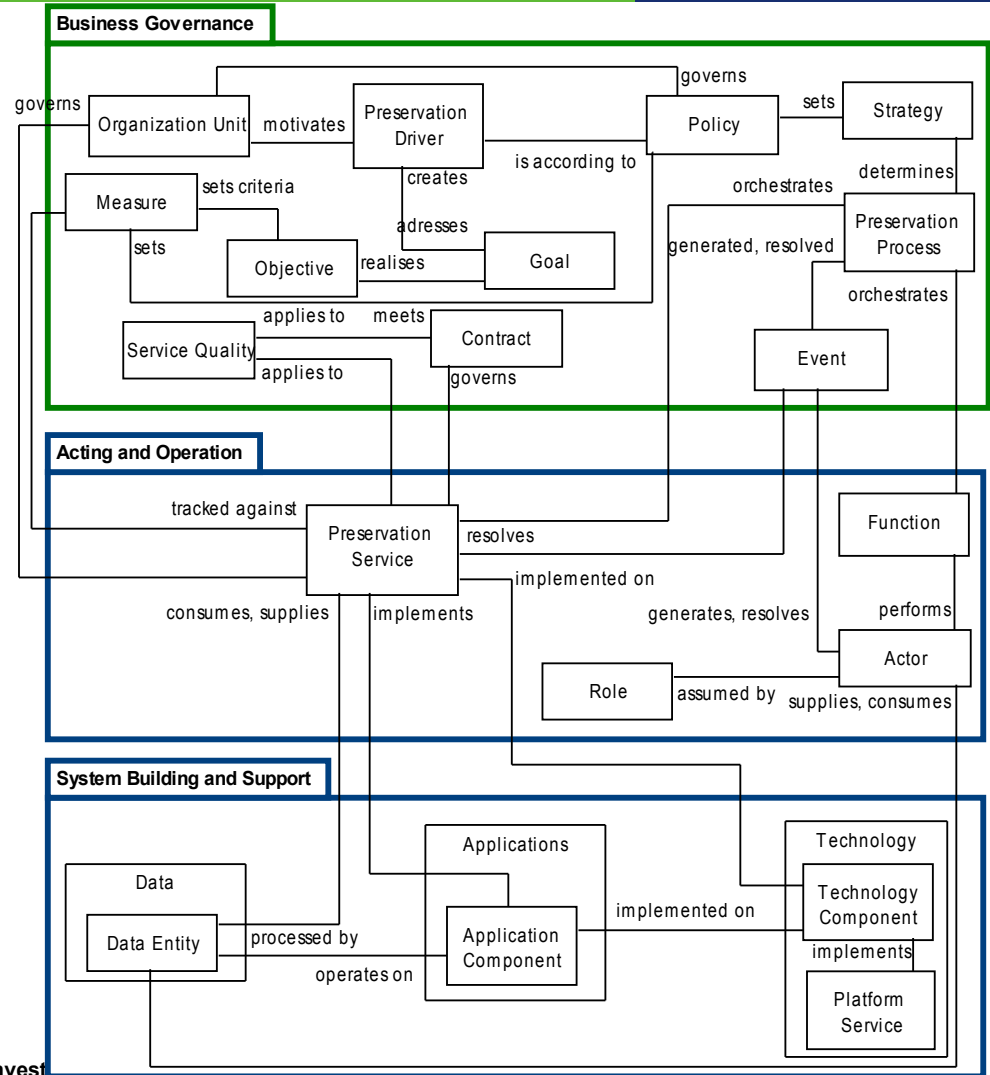 Business Governance
governs
governs
Organization Unit
motivates
Preservation
Driver
Policy
sets
Strategy
is according to
creates
determines
Measure
sets criteria
orchestrates
Preservation
Process
adresses
sets
generated, resolved
Objective
realises
Goal
orchestrates
applies to
meets
Service Quality
Contract
Event
applies to
governs
Acting and Operation
tracked against
Preservation
Service
resolves
Function
implemented on
consumes, supplies
implements
generates, resolves
performs
Actor
Role
assumed by
supplies, consumes
System Building and Support
Applications
Technology
Data
Technology
Component
Data Entity
processed by
Application
Component
implemented on
operates on
implements
Platform
Service
nvest